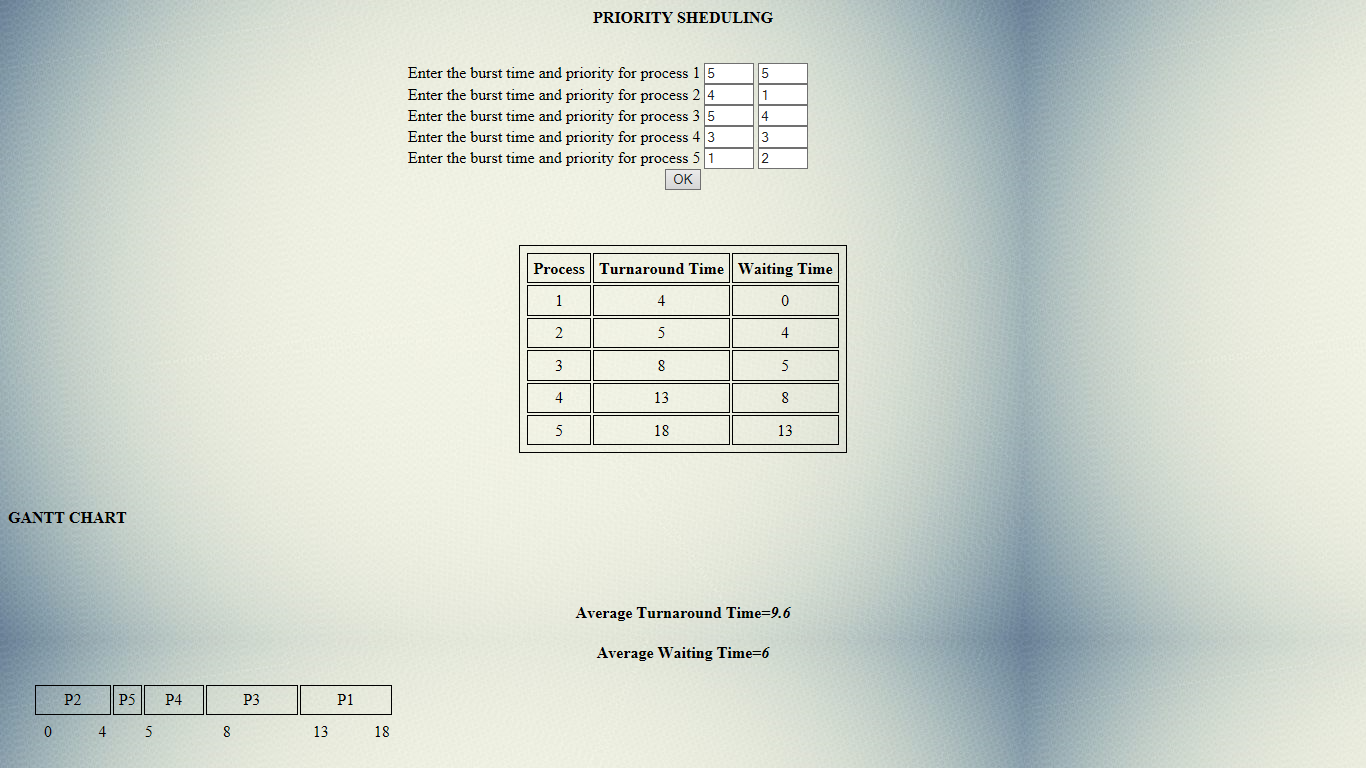 PRIORITY SHEDULING
Enter the burst time and priority for process 1 5 5
Enter the burst time and priority for process 2 4 1
Enter the burst time and priority for process 3 5 4
Enter the burst time and priority for process 4 3 3
Enter the burst time and priority for process 5 1 2
OK
Process Turnaround Time Waiting Time
1 4 0
2 5 4
3 8 5
4 13 8
5 18 13
GANTT CHART
Average Turnaround Time=9.6
Average Waiting Time=6
P2 P5 P4 P3 P1
0 4 5 8 13 18